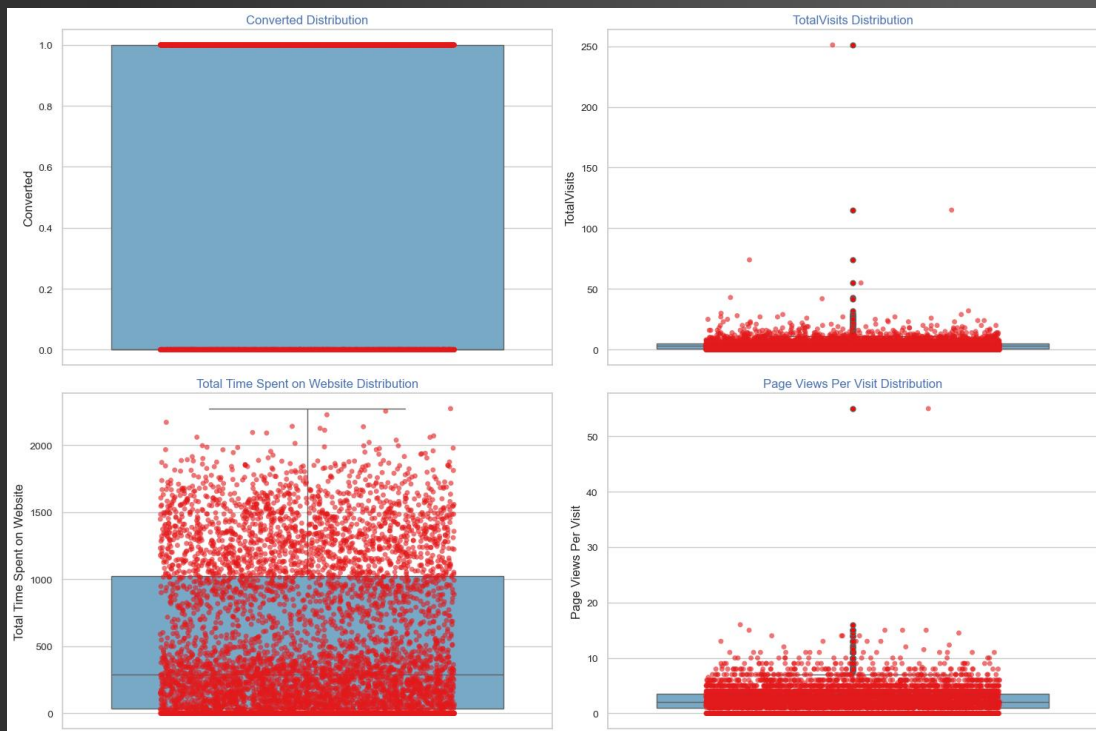 Converted Distribution
Converted
1.0
0.8
0.6
0.4
0.2
0.0
TotalVisits Distribution
TotalVisits
250
200
150
100
50
0
Total Time Spent on Website Distribution
Total Time Spent on Website
2000
1500
1000
500
0
Page Views Per Visit Distribution
Page Views Per Visit
50
40
30
20
10
0